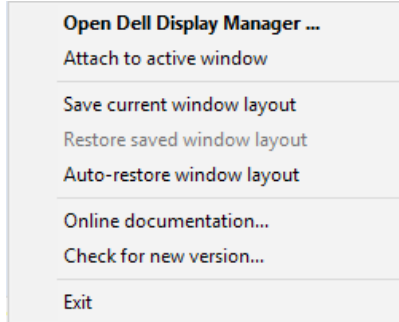 Open Dell Display Manager ...
Attach to active window
Save current window layout
Restore saved window layout
Auto-restore window layout
Online documentation...
Check for new version...
Exit